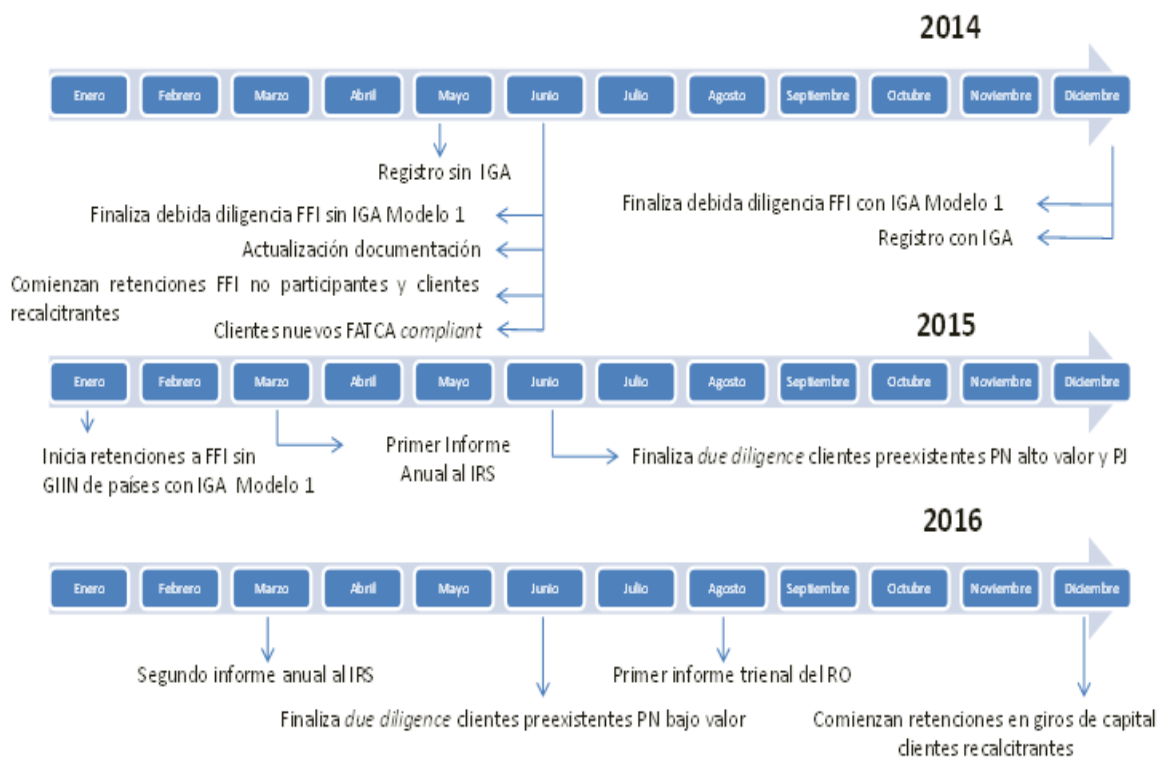 2014
Enero Febrero Marzo Abril Mayo Junio Julio Agosto Septiembre Octubre Noviembre Diciembre
Registro sin IGA
Finaliza debida diligencia FFI sin IGA Modelo 1
Actualización documentación
Comienzan retenciones FFI no participantes y clientes
recalcitrantes
Clientes nuevos FATCA compliant
Finaliza debida diligencia FFI con IGA Modelo 1
Registro con IGA
2015
Enero Febrero Marzo Abril Mayo Junio Julio Agosto Septiembre Octubre Noviembre Diciembre
Inicia retenciones a FFI sin
GIIN de países con IGA Modelo 1
Primer Informe
Anual al IRS
Finaliza due diligence clientes preexistentes PN alto valor y PJ
2016
Enero Febrero Marzo Abril Mayo Junio Julio Agosto Septiembre Octubre Noviembre Diciembre
Segundo informe anual al IRS
Finaliza due diligence clientes preexistentes PN bajo valor
Primer informe trienal del RO
Comienzan retenciones en giros de capital
clientes recalcitrantes